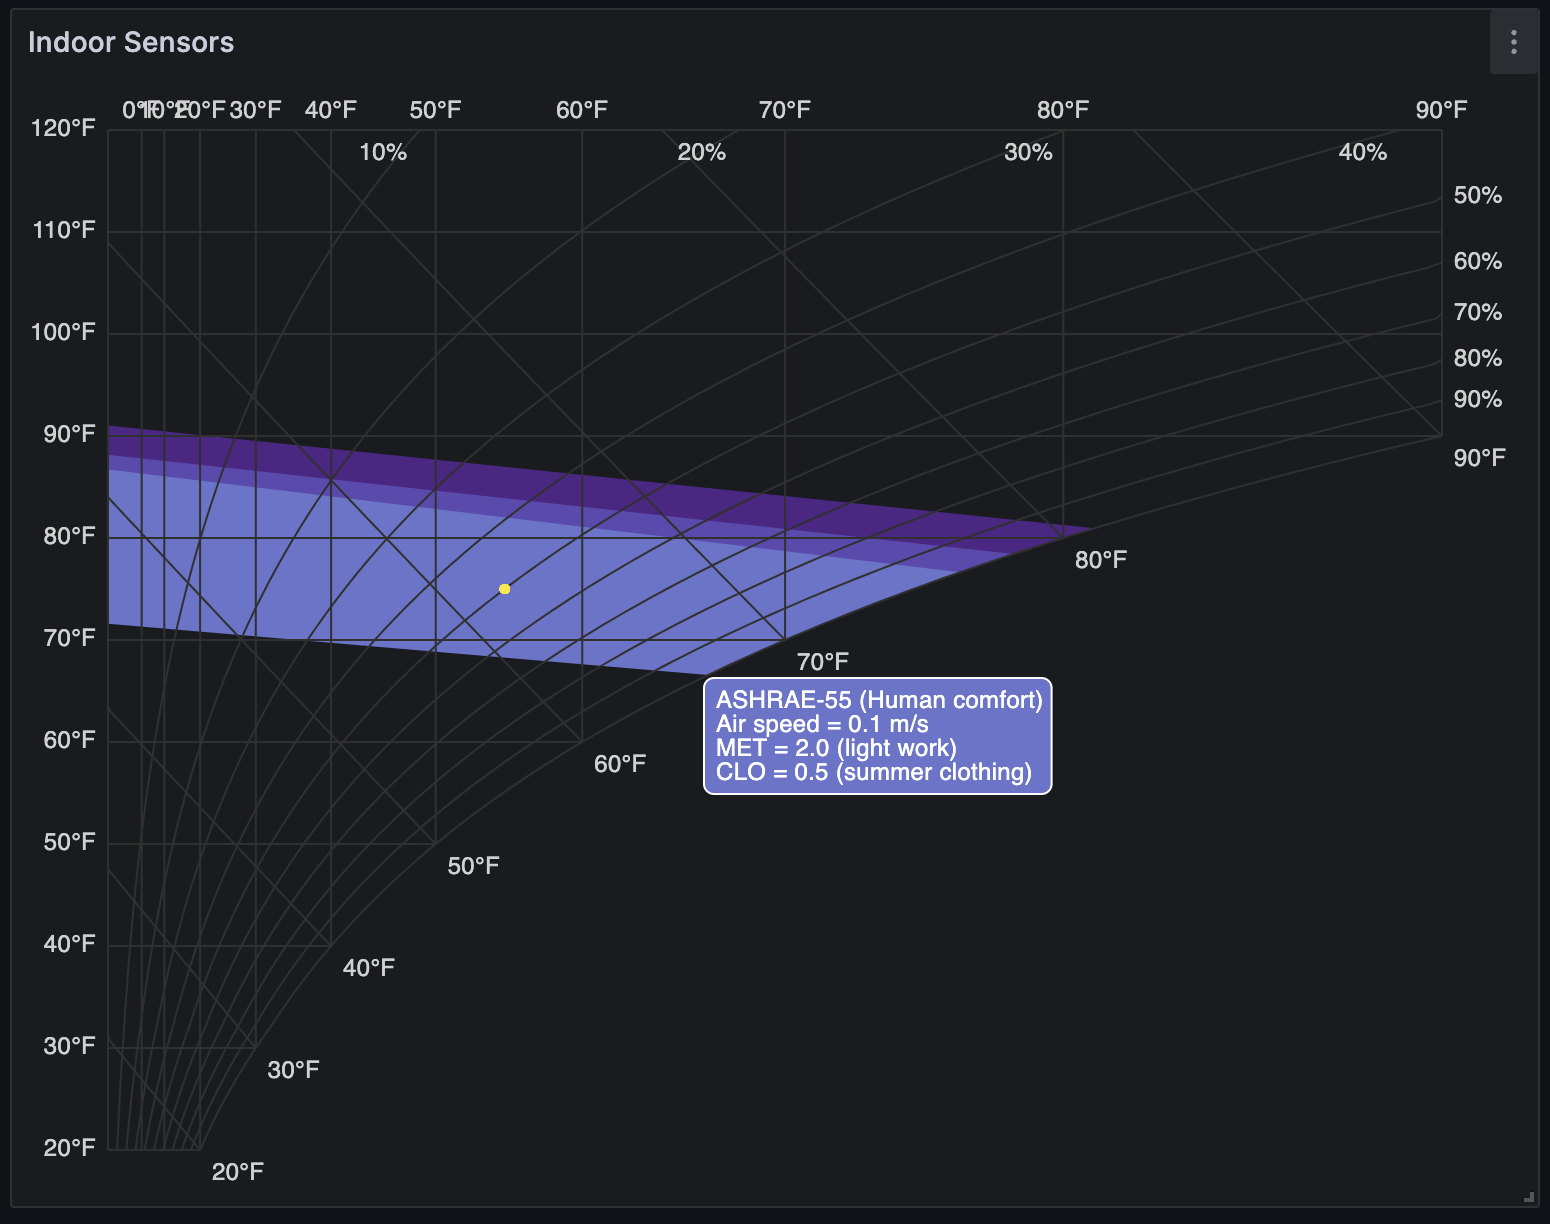 Indoor Sensors
0°F 10°F 20°F 30°F 40°F 50°F 60°F 70°F 80°F 90°F
120°F
10% 20% 30% 40%
50%
110°F
60%
70%
100°F
80%
90%
90°F
90°F
80°F
80°F
70°F
70°F
ASHRAE-55 (Human comfort)
Air speed = 0.1 m/s
MET = 2.0 (light work)
CLO = 0.5 (summer clothing)
60°F
60°F
50°F
50°F
40°F
40°F
30°F
30°F
20°F
20°F